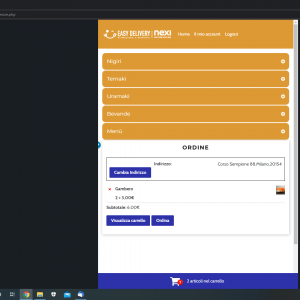 EASY DELIVERY nexi
Home Il mio account Logout
Nigiri
Temaki
Uramaki
Bevande
Menù
ORDINE
Indirizzo: Corso Sempione 68,Milano,20154
Cambia Indirizzo
Gambero
2 × 3,00€
Subtotale: 6,00€
Visualizza carrello Ordina
2 articoli nel carrello